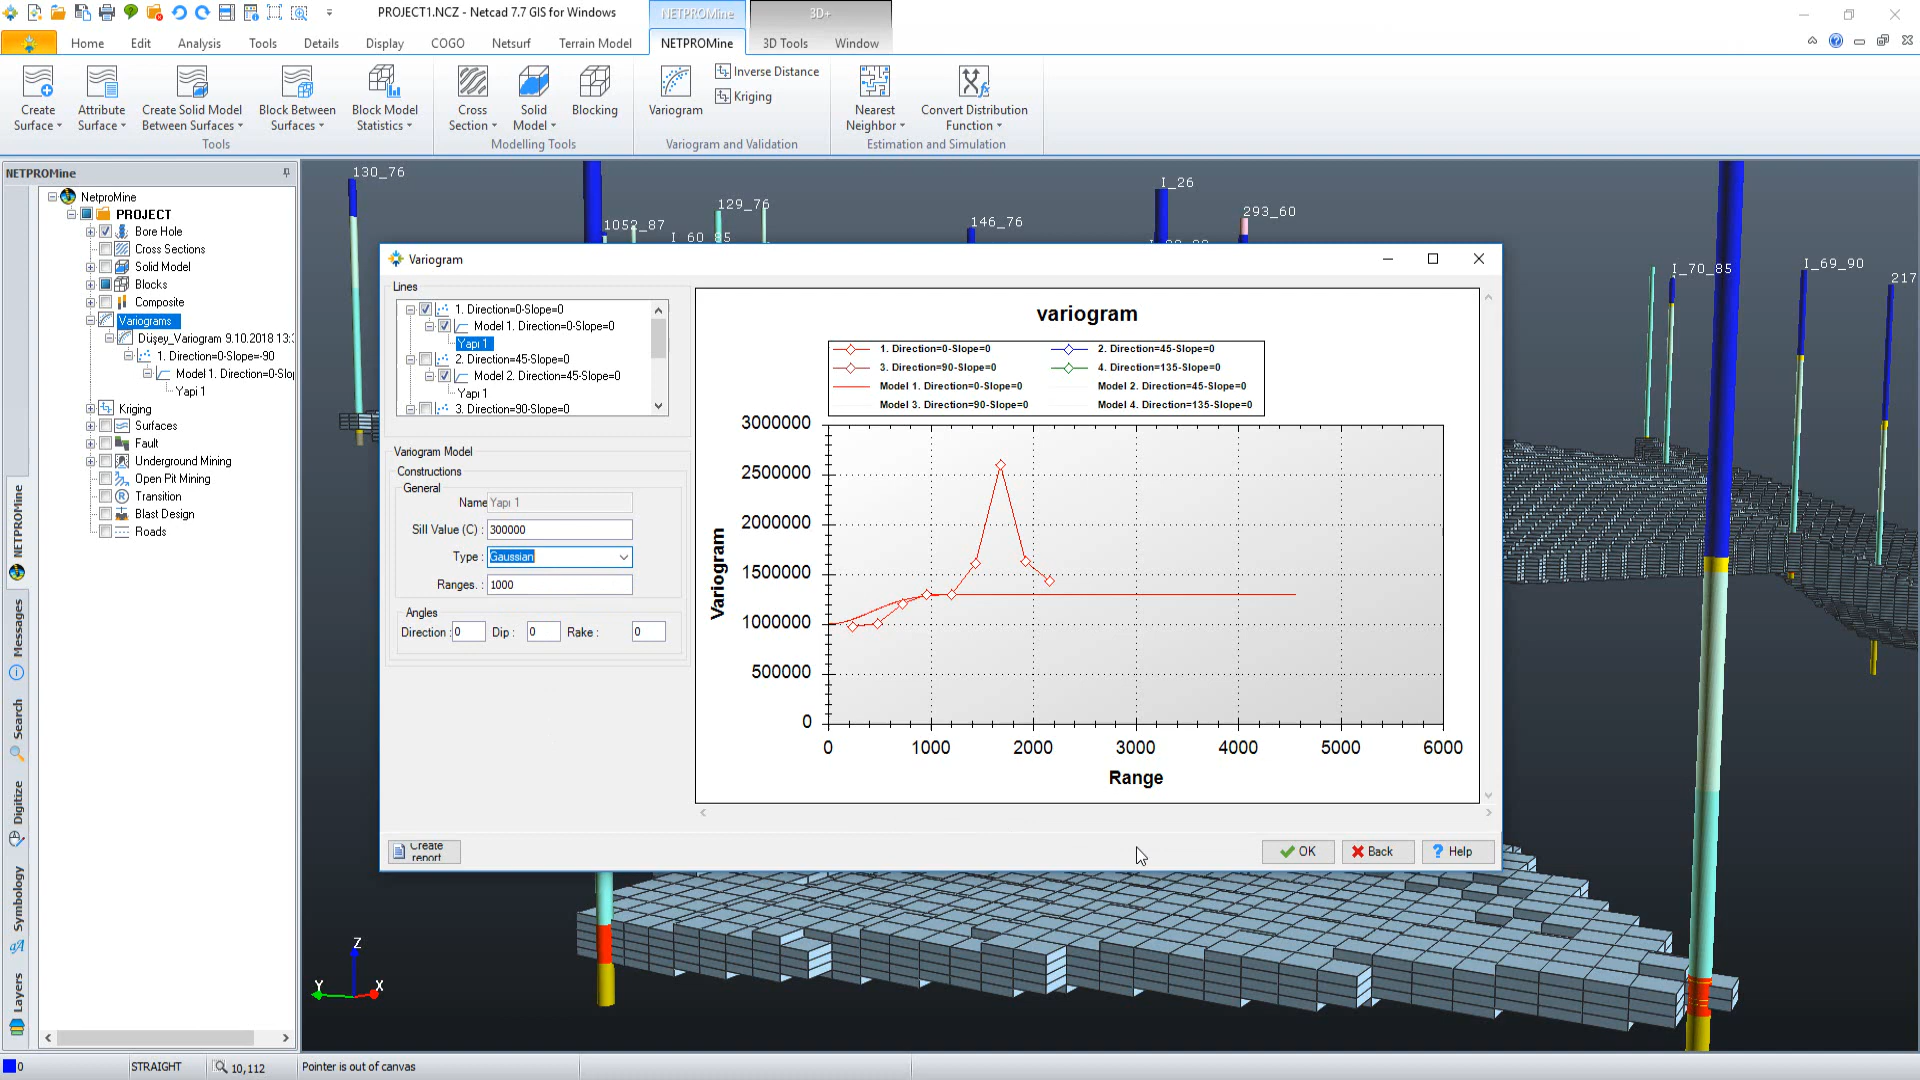 PROJECT1.NCZ - Netcad 7.7 GIS for Windows
NETPROMine
3D+
Home
Edit
Analysis
Tools
Details
Display
COGO
Netsurf
Terrain Model
NETPROMine
3D Tools
Window
Create Surface
Attribute Surface
Create Solid Model Between Surfaces
Block Between Surfaces
Block Model Statistics
Tools
Cross Section
Solid Model
Blocking
Modelling Tools
Variogram
Inverse Distance
Kriging
Variogram and Validation
Nearest Neighbor
Convert Distribution Function
Estimation and Simulation
NETPROMine
NetproMine
PROJECT
Bore Hole
Cross Sections
Solid Model
Blocks
Composite
Variograms
Düşey_Variogram 9.10.2018 13:
1. Direction=0-Slope=-90
Model 1. Direction=0-Slo
Yapi 1
Kriging
Surfaces
Fault
Underground Mining
Open Pit Mining
Transition
Blast Design
Roads
NETPROMine
Messages
Search
Digitize
Symbology
Layers
130_76
1052_87
I_60_85
129_76
146_76
I_26
293_60
I_70_85
I_69_90
217
Variogram
Lines
1. Direction=0-Slope=0
Model 1. Direction=0-Slope=0
Yapi 1
2. Direction=45-Slope=0
Model 2. Direction=45-Slope=0
Yapi 1
3. Direction=90-Slope=0
Variogram Model
Constructions
General
Name Yapı 1
Sill Value (C) : 300000
Type : Gaussian
Ranges. : 1000
Angles
Direction : 0 Dip : 0 Rake : 0
variogram
1. Direction=0-Slope=0
2. Direction=45-Slope=0
3. Direction=90-Slope=0
4. Direction=135-Slope=0
Model 1. Direction=0-Slope=0
Model 2. Direction=45-Slope=0
Model 3. Direction=90-Slope=0
Model 4. Direction=135-Slope=0
3000000
2500000
2000000
1500000
1000000
500000
0
Variogram
0 1000 2000 3000 4000 5000 6000
Range
Create report
OK
Back
Help
Z
Y
X
0
STRAIGHT
10,112
Pointer is out of canvas